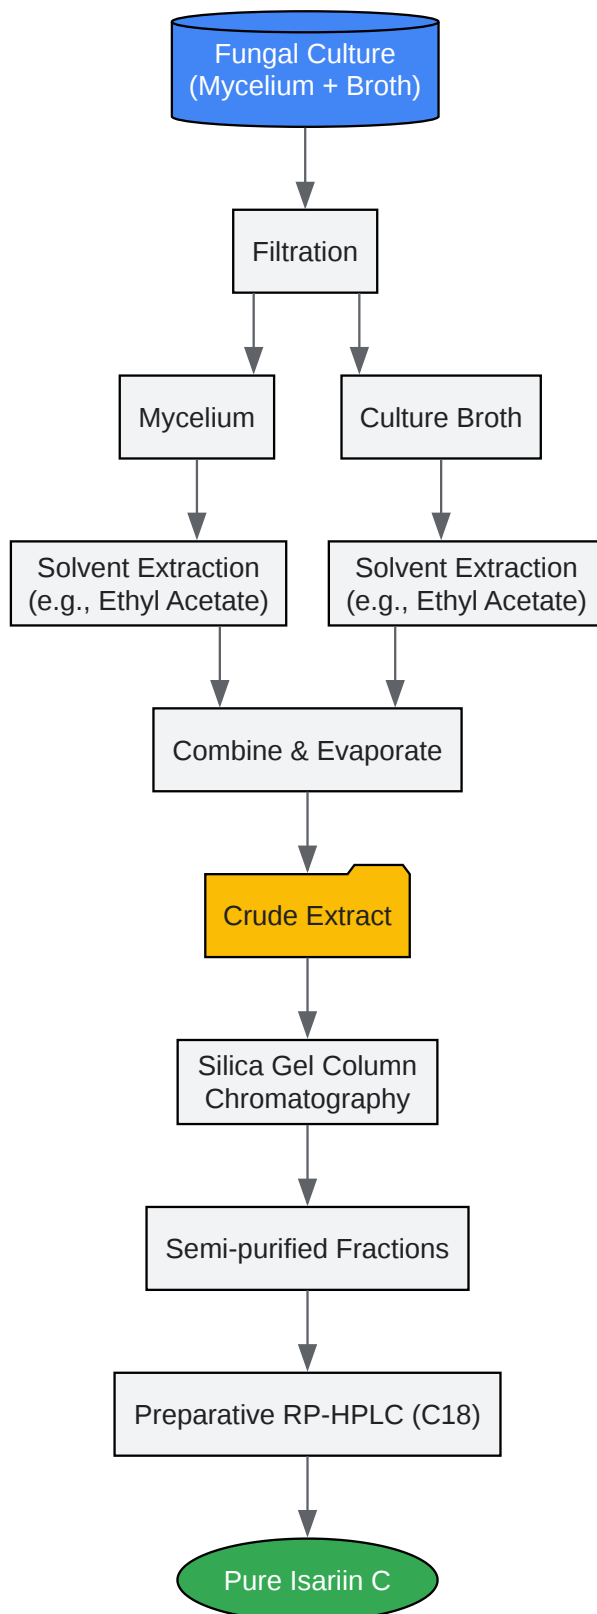 Fungal Culture
(Mycelium + Broth)
Filtration
Mycelium
Culture Broth
Solvent Extraction
(e.g., Ethyl Acetate)
Solvent Extraction
(e.g., Ethyl Acetate)
Combine & Evaporate
Crude Extract
Silica Gel Column
Chromatography
Semi-purified Fractions
Preparative RP-HPLC (C18)
Pure Isariin C